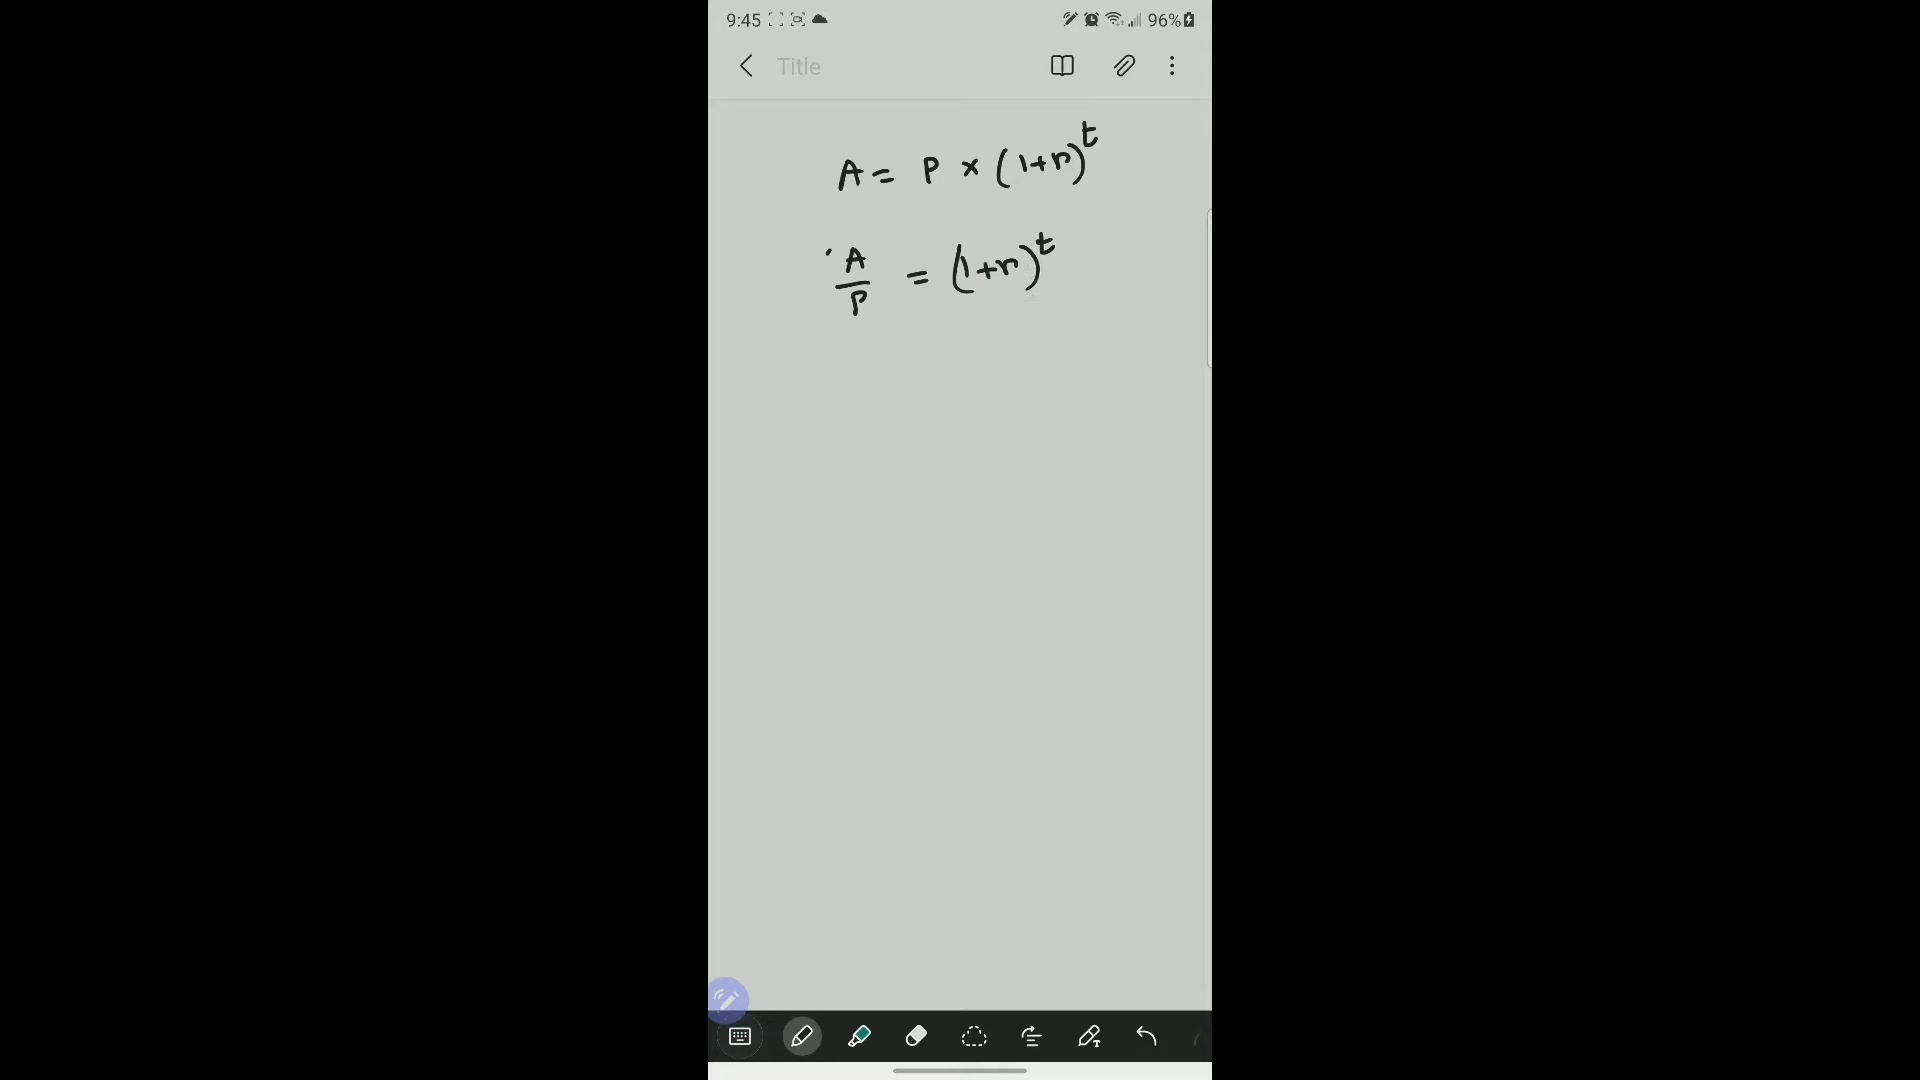 9:45 96%
Title
A = P × (1+r)^t
A/P = (1+r)^t